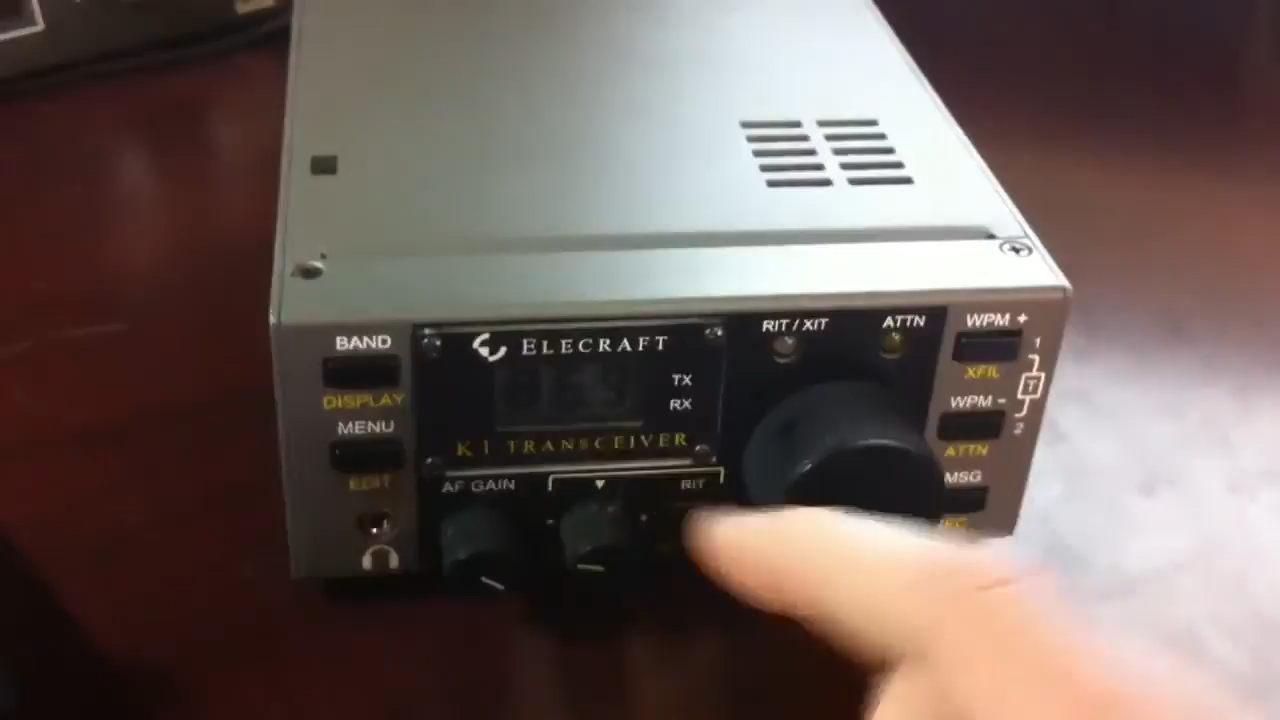 BAND
DISPLAY
MENU
EDIT
ELECRAFT
TX
RX
K1 TRANSCEIVER
AF GAIN
RIT
RIT / XIT
ATTN
WPM +
XFIL
WPM -
ATTN
MSG
1
T
2